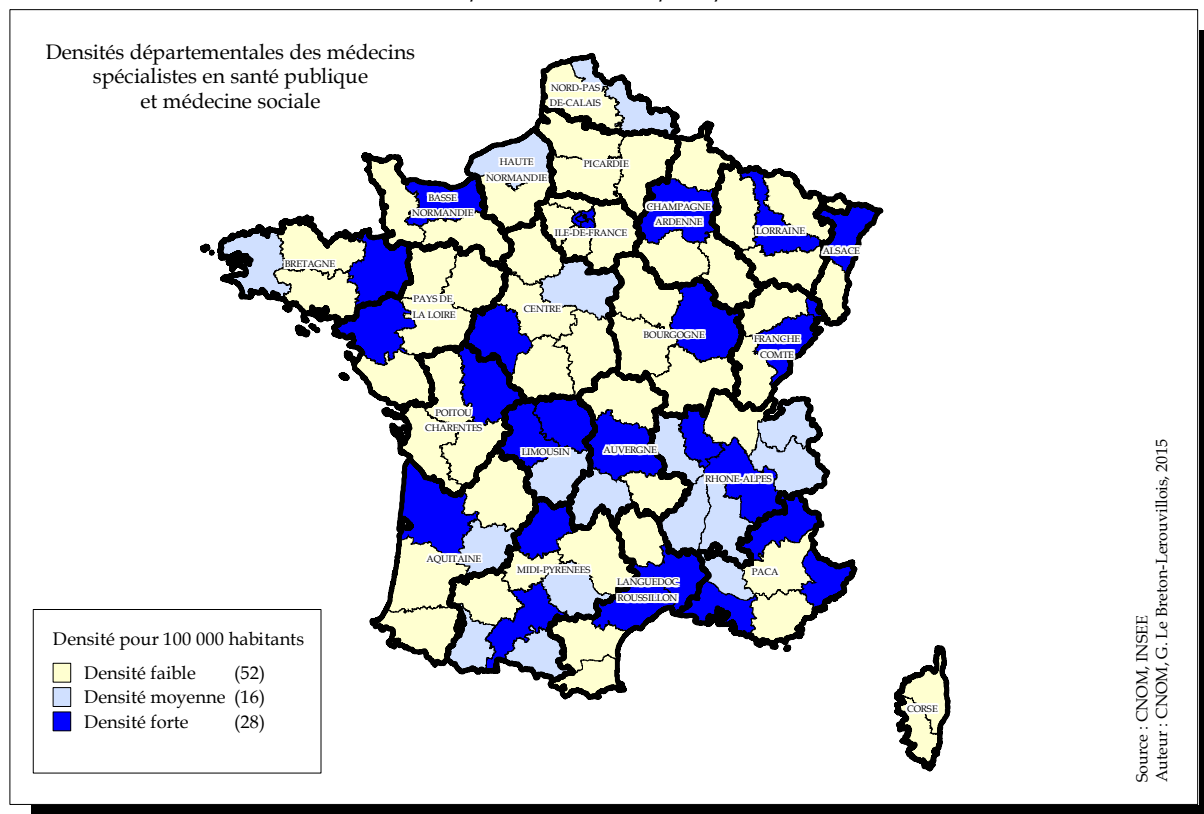 Densités départementales des médecins
spécialistes en santé publique
et médecine sociale
NORD-PAS
DE-CALAIS
HAUTE
NORMANDIE
PICARDIE
BASSE
NORMANDIE
CHAMPAGNE
ARDENNE
ILE-DE-FRANCE
LORRAINE
ALSACE
BRETAGNE
PAYS DE
LA LOIRE
CENTRE
BOURGOGNE
FRANCHE
COMTE
POITOU
CHARENTES
LIMOUSIN
AUVERGNE
RHONE-ALPES
AQUITAINE
MIDI-PYRENEES
LANGUEDOC-
ROUSSILLON
PACA
CORSE
Densité pour 100 000 habitants
Densité faible (52)
Densité moyenne (16)
Densité forte (28)
Source : CNOM, INSEE
Auteur : CNOM, G. Le Breton-Lerouvillois, 2015